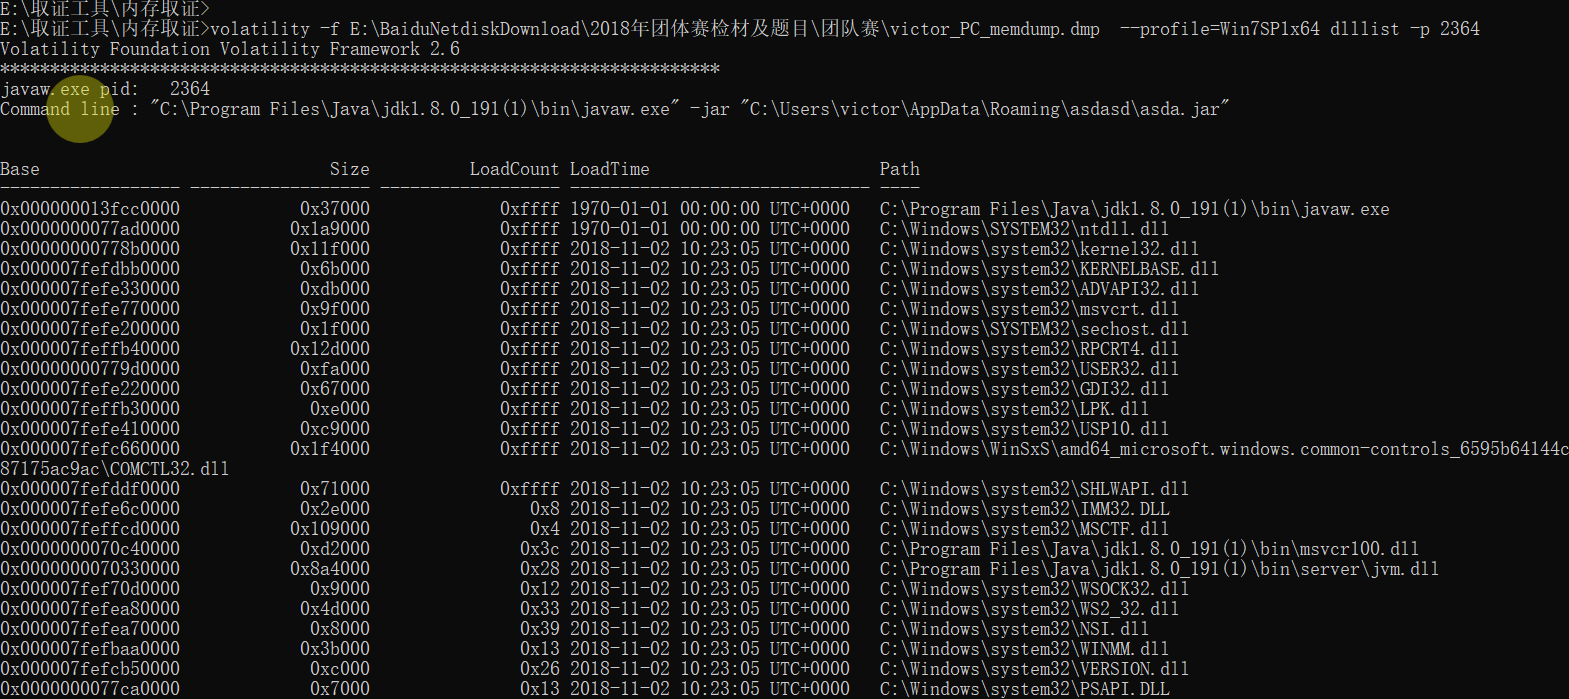 E:\取证工具\内存取证>
E:\取证工具\内存取证>volatility -f E:\BaiduNetdiskDownload\2018年团体赛检材及题目\团队赛\victor_PC_memdump.dmp  --profile=Win7SP1x64 dlllist -p 2364
Volatility Foundation Volatility Framework 2.6
************************************************************************
javaw.exe pid:   2364
Command line : "C:\Program Files\Java\jdk1.8.0_191(1)\bin\javaw.exe" -jar "C:\Users\victor\AppData\Roaming\asdasd\asda.jar"
Base                             Size          LoadCount LoadTime                       Path
------------------ ------------------ ------------------ ------------------------------ ----
0x000000013fcc0000            0x37000             0xffff 1970-01-01 00:00:00 UTC+0000   C:\Program Files\Java\jdk1.8.0_191(1)\bin\javaw.exe
0x0000000077ad0000           0x1a9000             0xffff 1970-01-01 00:00:00 UTC+0000   C:\Windows\SYSTEM32\ntdll.dll
0x00000000778b0000           0x11f000             0xffff 2018-11-02 10:23:05 UTC+0000   C:\Windows\system32\kernel32.dll
0x000007fefdbb0000            0x6b000             0xffff 2018-11-02 10:23:05 UTC+0000   C:\Windows\system32\KERNELBASE.dll
0x000007fefe330000            0xdb000             0xffff 2018-11-02 10:23:05 UTC+0000   C:\Windows\system32\ADVAPI32.dll
0x000007fefe770000            0x9f000             0xffff 2018-11-02 10:23:05 UTC+0000   C:\Windows\system32\msvcrt.dll
0x000007fefe200000            0x1f000             0xffff 2018-11-02 10:23:05 UTC+0000   C:\Windows\SYSTEM32\sechost.dll
0x000007feffb40000           0x12d000             0xffff 2018-11-02 10:23:05 UTC+0000   C:\Windows\system32\RPCRT4.dll
0x00000000779d0000            0xfa000             0xffff 2018-11-02 10:23:05 UTC+0000   C:\Windows\system32\USER32.dll
0x000007fefe220000            0x67000             0xffff 2018-11-02 10:23:05 UTC+0000   C:\Windows\system32\GDI32.dll
0x000007feffb30000             0xe000             0xffff 2018-11-02 10:23:05 UTC+0000   C:\Windows\system32\LPK.dll
0x000007fefe410000            0xc9000             0xffff 2018-11-02 10:23:05 UTC+0000   C:\Windows\system32\USP10.dll
0x000007fefc660000           0x1f4000             0xffff 2018-11-02 10:23:05 UTC+0000   C:\Windows\WinSxS\amd64_microsoft.windows.common-controls_6595b64144c
87175ac9ac\COMCTL32.dll
0x000007fefddf0000            0x71000             0xffff 2018-11-02 10:23:05 UTC+0000   C:\Windows\system32\SHLWAPI.dll
0x000007fefe6c0000            0x2e000                0x8 2018-11-02 10:23:05 UTC+0000   C:\Windows\system32\IMM32.DLL
0x000007feffcd0000           0x109000                0x4 2018-11-02 10:23:05 UTC+0000   C:\Windows\system32\MSCTF.dll
0x0000000070c40000            0xd2000               0x3c 2018-11-02 10:23:05 UTC+0000   C:\Program Files\Java\jdk1.8.0_191(1)\bin\msvcr100.dll
0x0000000070330000           0x8a4000               0x28 2018-11-02 10:23:05 UTC+0000   C:\Program Files\Java\jdk1.8.0_191(1)\bin\server\jvm.dll
0x000007fef70d0000             0x9000               0x12 2018-11-02 10:23:05 UTC+0000   C:\Windows\system32\WSOCK32.dll
0x000007fefea80000            0x4d000               0x33 2018-11-02 10:23:05 UTC+0000   C:\Windows\system32\WS2_32.dll
0x000007fefea70000             0x8000               0x39 2018-11-02 10:23:05 UTC+0000   C:\Windows\system32\NSI.dll
0x000007fefbaa0000            0x3b000               0x13 2018-11-02 10:23:05 UTC+0000   C:\Windows\system32\WINMM.dll
0x000007fefcb50000             0xc000               0x26 2018-11-02 10:23:05 UTC+0000   C:\Windows\system32\VERSION.dll
0x0000000077ca0000             0x7000               0x13 2018-11-02 10:23:05 UTC+0000   C:\Windows\system32\PSAPI.DLL